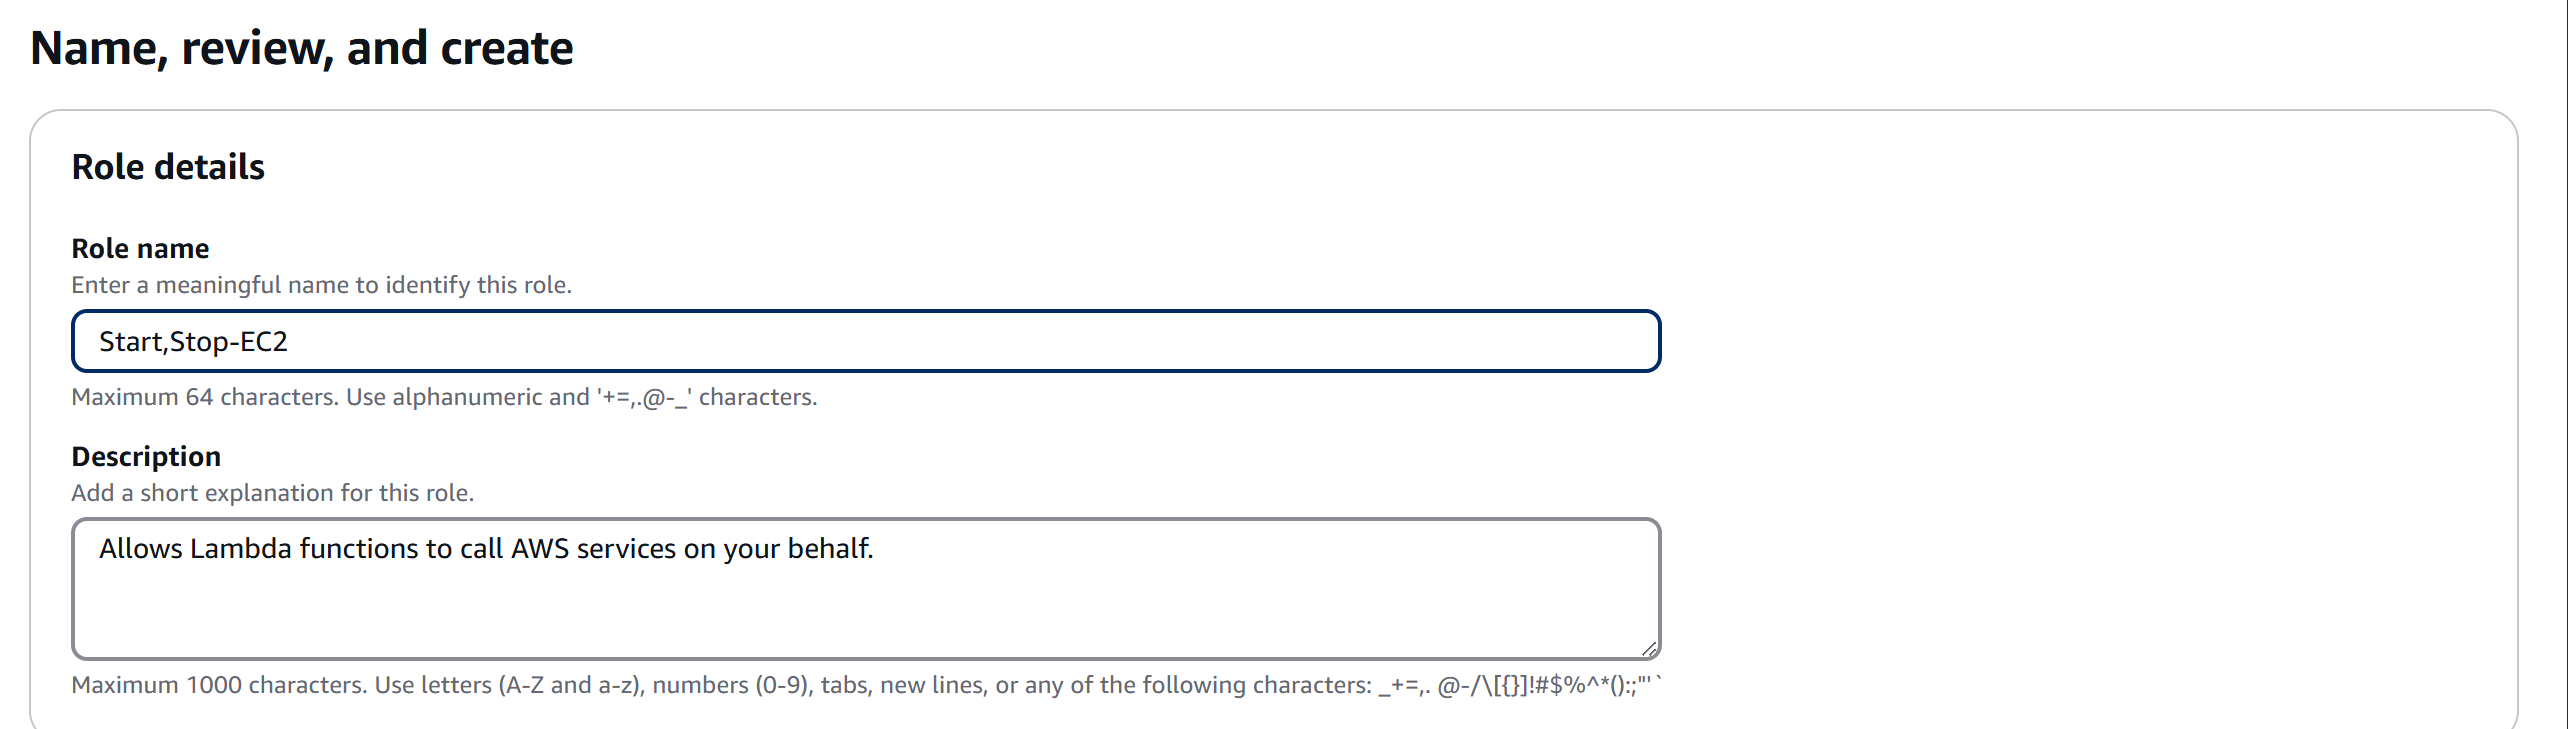 Name, review, and create
Role details
Role name
Enter a meaningful name to identify this role.
Start,Stop-EC2
Maximum 64 characters. Use alphanumeric and '+=,.@-_' characters.
Description
Add a short explanation for this role.
Allows Lambda functions to call AWS services on your behalf.
Maximum 1000 characters. Use letters (A-Z and a-z), numbers (0-9), tabs, new lines, or any of the following characters: _+=,. @-/\[{}]!#$%^*();:"'`